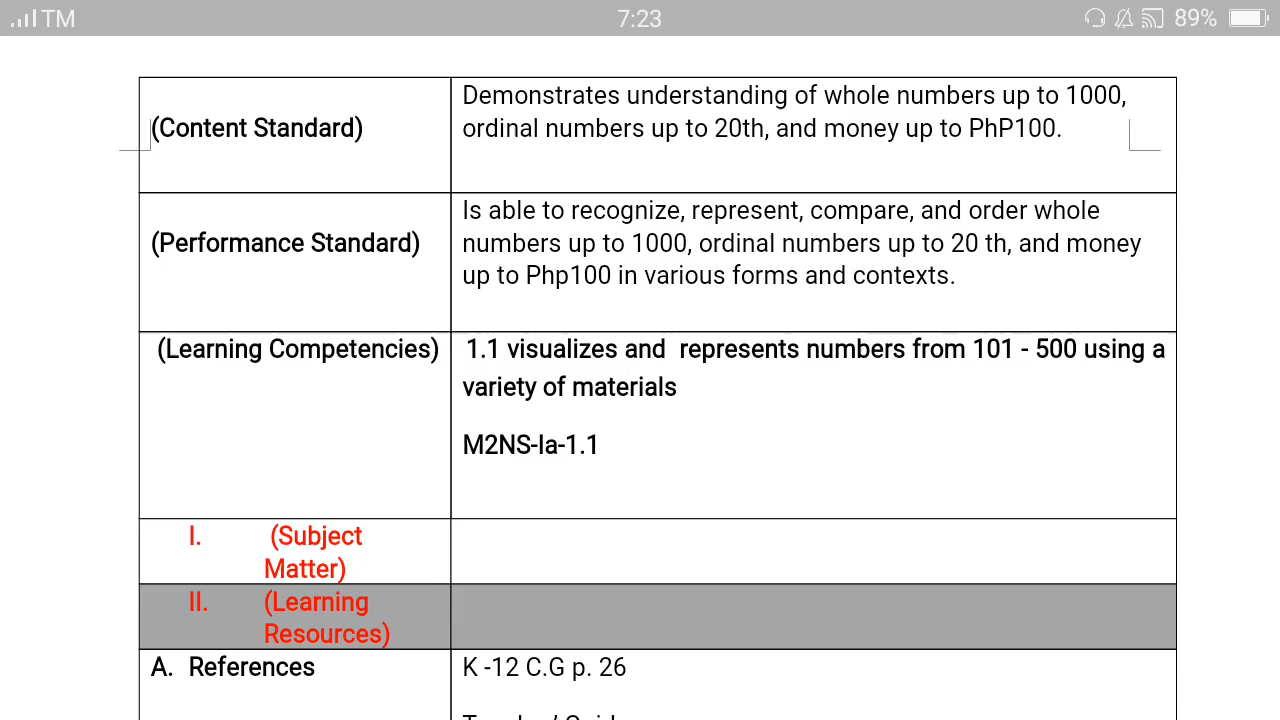 TM 7:23 89%
(Content Standard)
Demonstrates understanding of whole numbers up to 1000,
ordinal numbers up to 20th, and money up to PhP100.
(Performance Standard)
Is able to recognize, represent, compare, and order whole
numbers up to 1000, ordinal numbers up to 20 th, and money
up to Php100 in various forms and contexts.
(Learning Competencies)
1.1 visualizes and represents numbers from 101 - 500 using a
variety of materials
M2NS-Ia-1.1
I. (Subject
Matter)
II. (Learning
Resources)
A. References
K -12 C.G p. 26